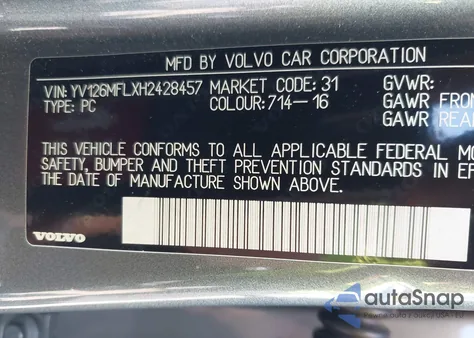 MFD BY VOLVO CAR CORPORATION
VIN: YV126MFLXH2428457 MARKET CODE: 31 GVWR:
TYPE: PC COLOUR: 714-16 GAWR FRON
GAWR REA
THIS VEHICLE CONFORMS TO ALL APPLICABLE FEDERAL MO
SAFETY, BUMPER AND THEFT PREVENTION STANDARDS IN EF
THE DATE OF MANUFACTURE SHOWN ABOVE.
VOLVO
autoSnap